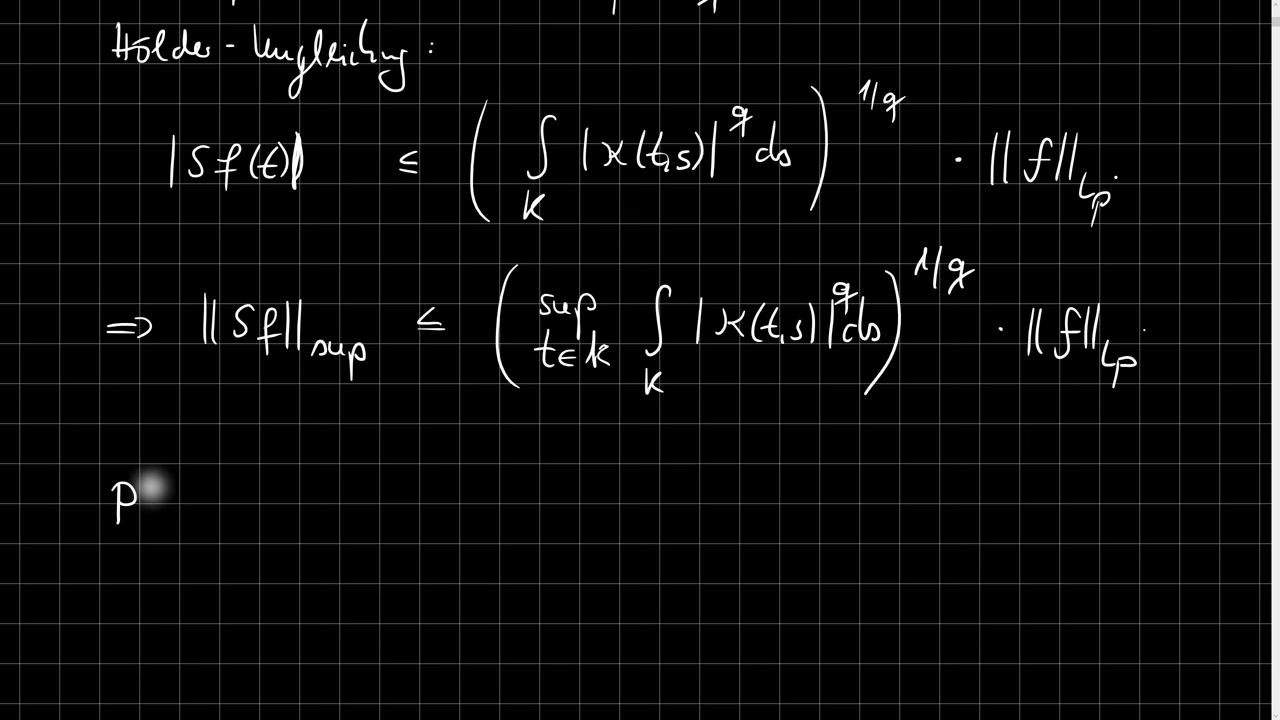 Hölder-Ungleichung:
|Sf(t)| ≤ ( ∫_K |κ(t,s)|^q ds )^{1/q} · ||f||_{L_p}.
⇒ ||Sf||_{sup} ≤ ( sup_{t∈K} ∫_K |κ(t,s)|^q ds )^{1/q} · ||f||_{L_p}.
p